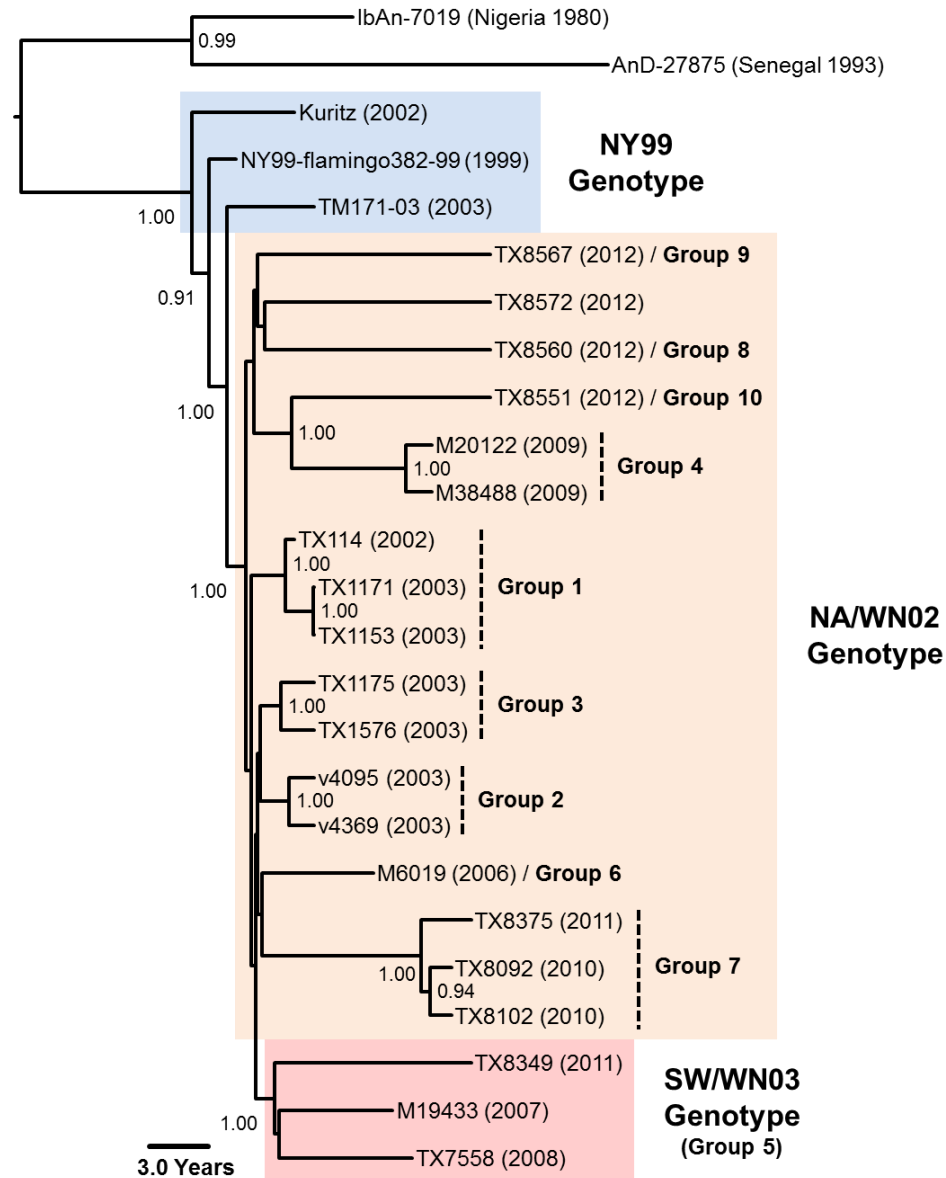 IbAn-7019 (Nigeria 1980)
0.99
AnD-27875 (Senegal 1993)
Kuritz (2002)
NY99
Genotype
NY99-flamingo382-99 (1999)
TM171-03 (2003)
1.00
TX8567 (2012) / Group 9
0.91
TX8572 (2012)
TX8560 (2012) / Group 8
TX8551 (2012) / Group 10
1.00
1.00
M20122 (2009)
1.00
Group 4
M38488 (2009)
TX114 (2002)
1.00
TX1171 (2003)
Group 1
1.00
1.00
TX1153 (2003)
NA/WN02
Genotype
TX1175 (2003)
1.00
Group 3
TX1576 (2003)
v4095 (2003)
1.00
Group 2
v4369 (2003)
M6019 (2006) / Group 6
TX8375 (2011)
TX8092 (2010)
Group 7
1.00
0.94
TX8102 (2010)
TX8349 (2011)
SW/WN03
Genotype
(Group 5)
M19433 (2007)
1.00
TX7558 (2008)
3.0 Years